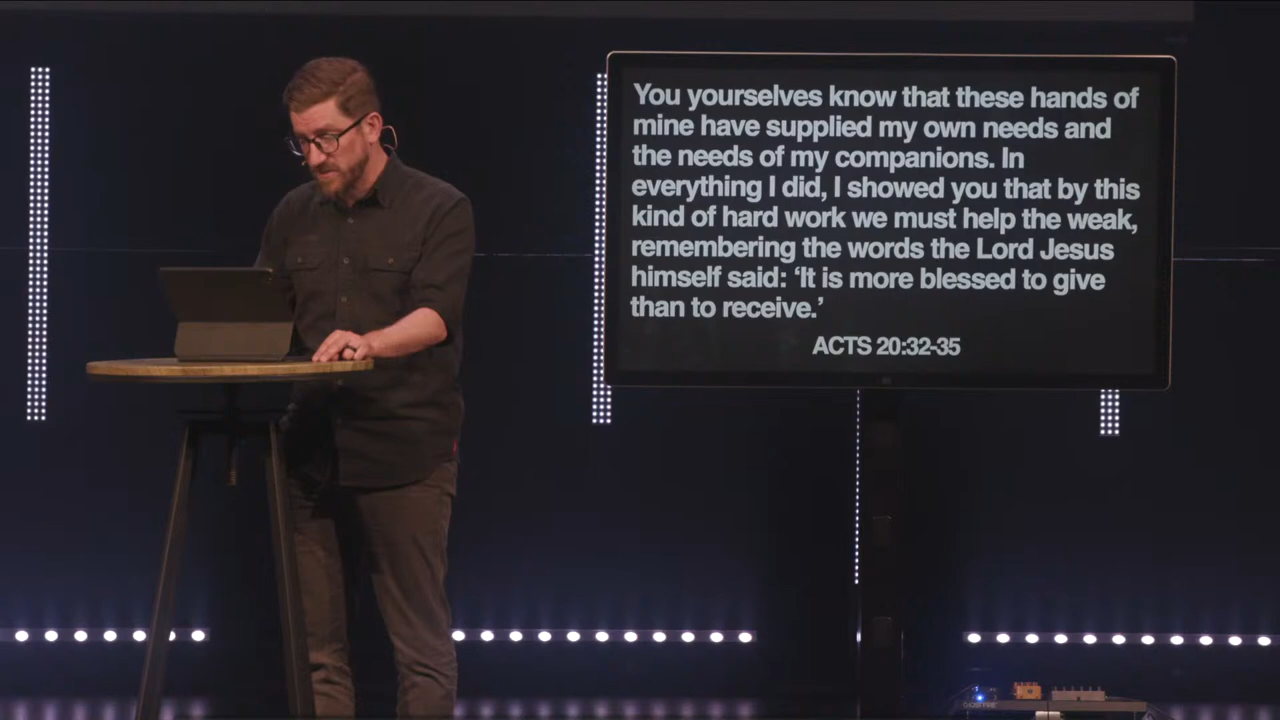 You yourselves know that these hands of
mine have supplied my own needs and
the needs of my companions. In
everything I did, I showed you that by this
kind of hard work we must help the weak,
remembering the words the Lord Jesus
himself said: ‘It is more blessed to give
than to receive.’
ACTS 20:32-35